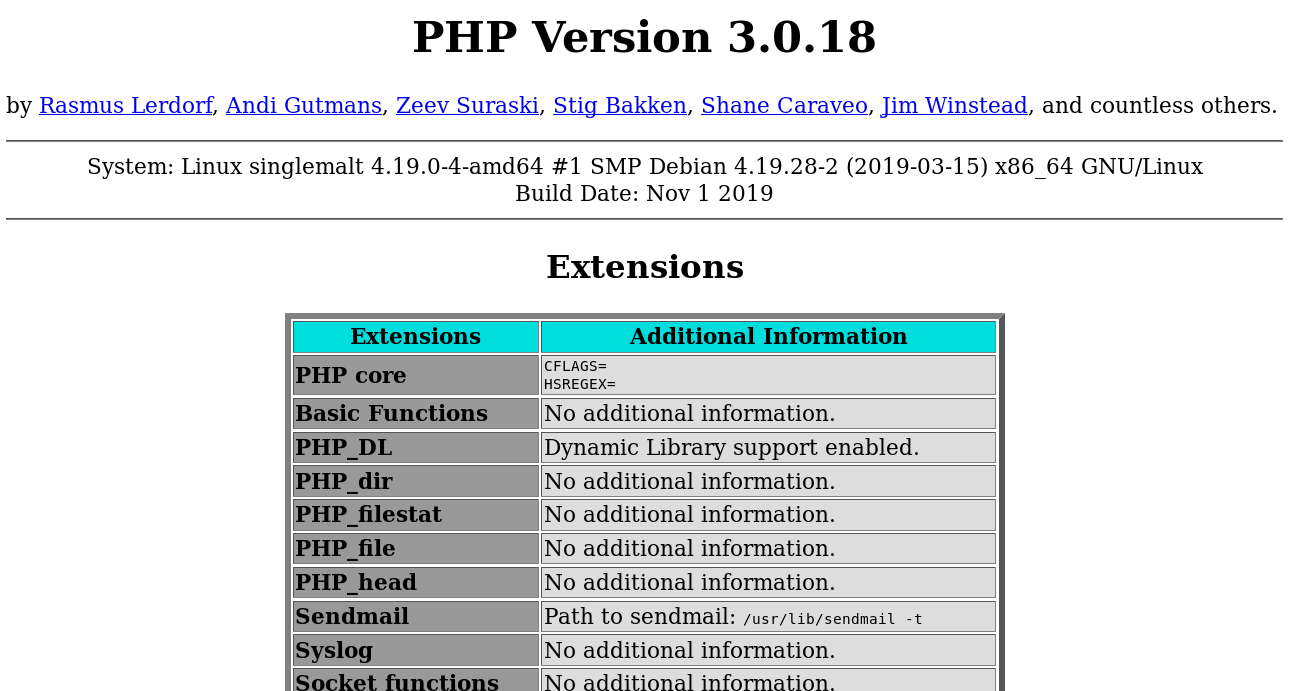 PHP Version 3.0.18
by Rasmus Lerdorf, Andi Gutmans, Zeev Suraski, Stig Bakken, Shane Caraveo, Jim Winstead, and countless others.
System: Linux singlemalt 4.19.0-4-amd64 #1 SMP Debian 4.19.28-2 (2019-03-15) x86_64 GNU/Linux
Build Date: Nov 1 2019
Extensions
Extensions Additional Information
PHP core CFLAGS=
HSREGEX=
Basic Functions No additional information.
PHP_DL Dynamic Library support enabled.
PHP_dir No additional information.
PHP_filestat No additional information.
PHP_file No additional information.
PHP_head No additional information.
Sendmail Path to sendmail: /usr/lib/sendmail -t
Syslog No additional information.
Socket functions No additional information.